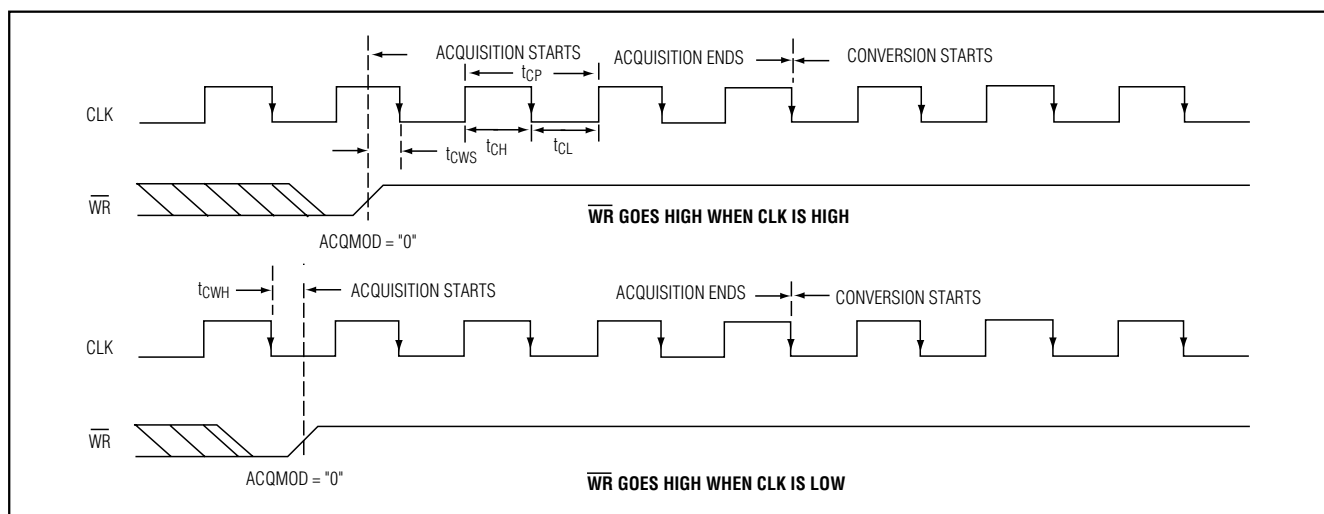 ACQUISITION STARTS
ACQUISITION ENDS
CONVERSION STARTS
tCP
CLK
tCWS
tCH
tCL
WR
WR GOES HIGH WHEN CLK IS HIGH
ACQMOD = "0"
tCWH
ACQUISITION STARTS
ACQUISITION ENDS
CONVERSION STARTS
CLK
WR
ACQMOD = "0"
WR GOES HIGH WHEN CLK IS LOW